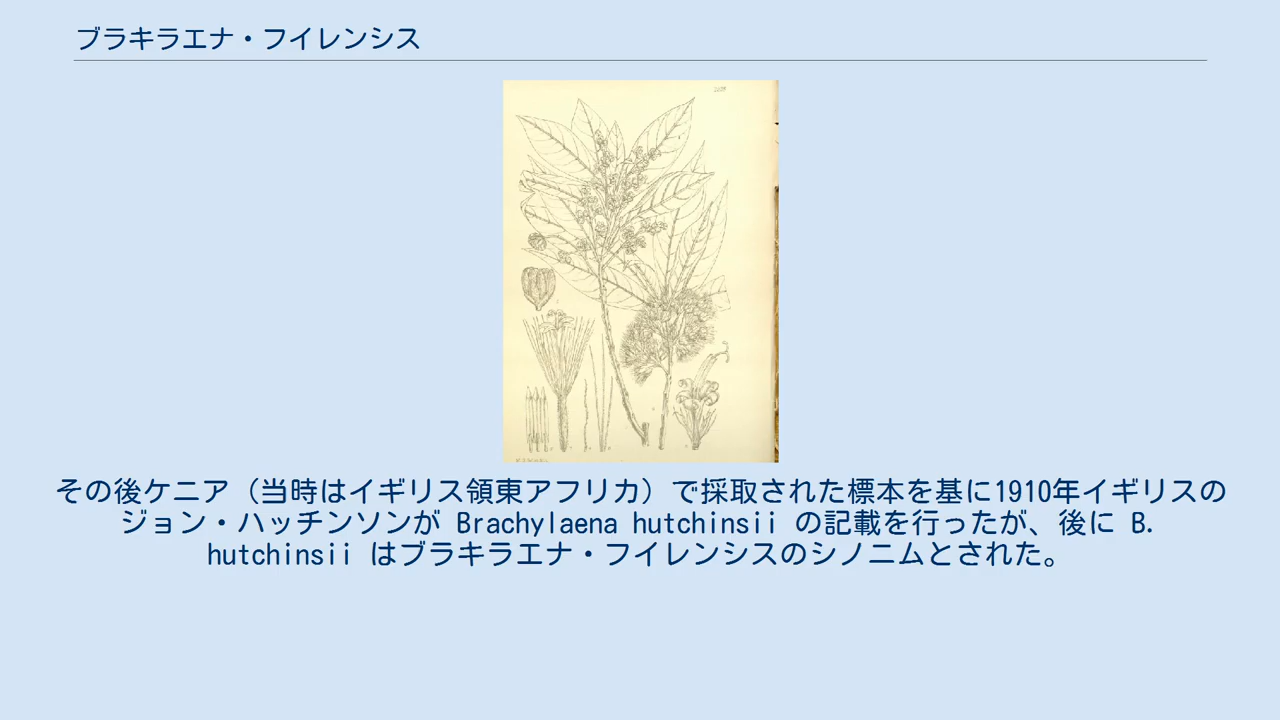 ブラキラエナ・フイレンシス
その後ケニア（当時はイギリス領東アフリカ）で採取された標本を基に1910年イギリスの
ジョン・ハッチンソンが Brachylaena hutchinsii の記載を行ったが、後に B.
hutchinsii はブラキラエナ・フイレンシスのシノニムとされた。